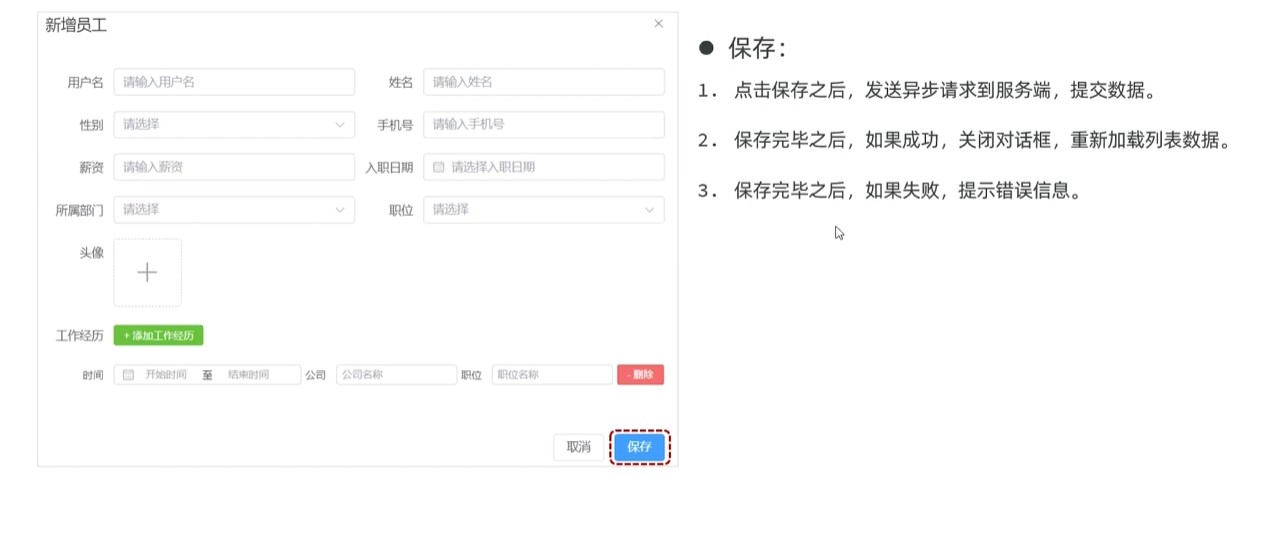 新增员工
用户名 请输入用户名 姓名 请输入姓名
性别 请选择 手机号 请输入手机号
薪资 请输入薪资 入职日期 请选择入职日期
所属部门 请选择 职位 请选择
头像
工作经历 + 添加工作经历
时间 开始时间 至 结束时间 公司 公司名称 职位 职位名称 - 删除
取消 保存
● 保存：
1. 点击保存之后，发送异步请求到服务端，提交数据。
2. 保存完毕之后，如果成功，关闭对话框，重新加载列表数据。
3. 保存完毕之后，如果失败，提示错误信息。